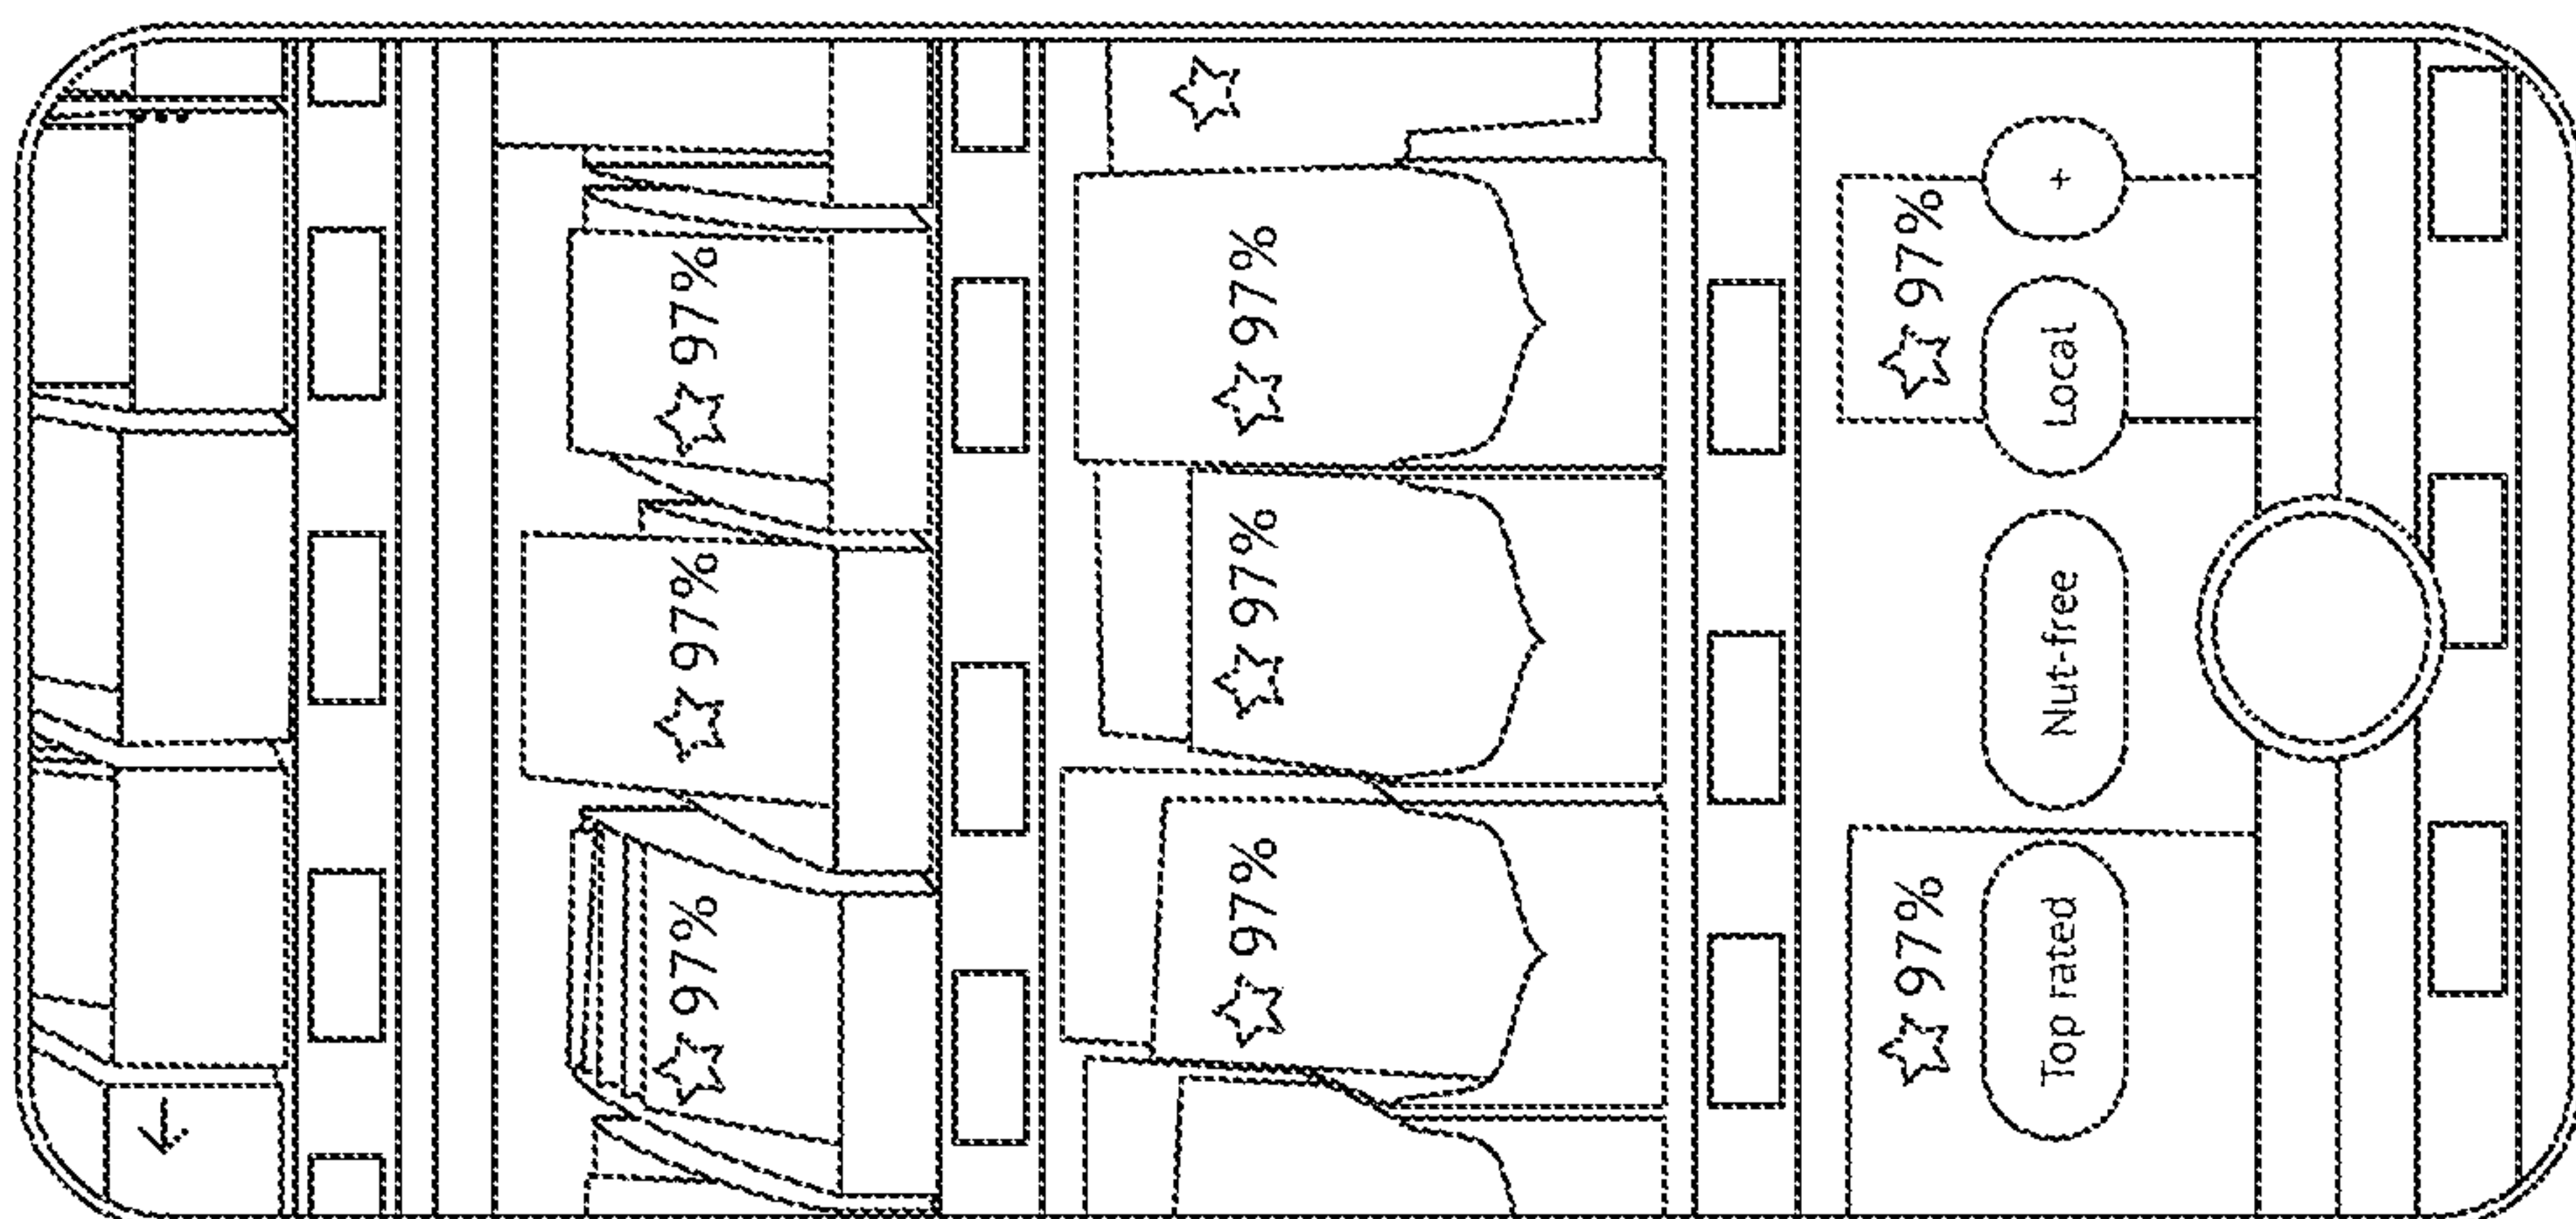 ☆ 97% ☆ 97% ☆ 97%
☆ 97% ☆ 97% ☆ 97% ☆
☆ 97% ☆ 97%
Top rated Nut-free Local +